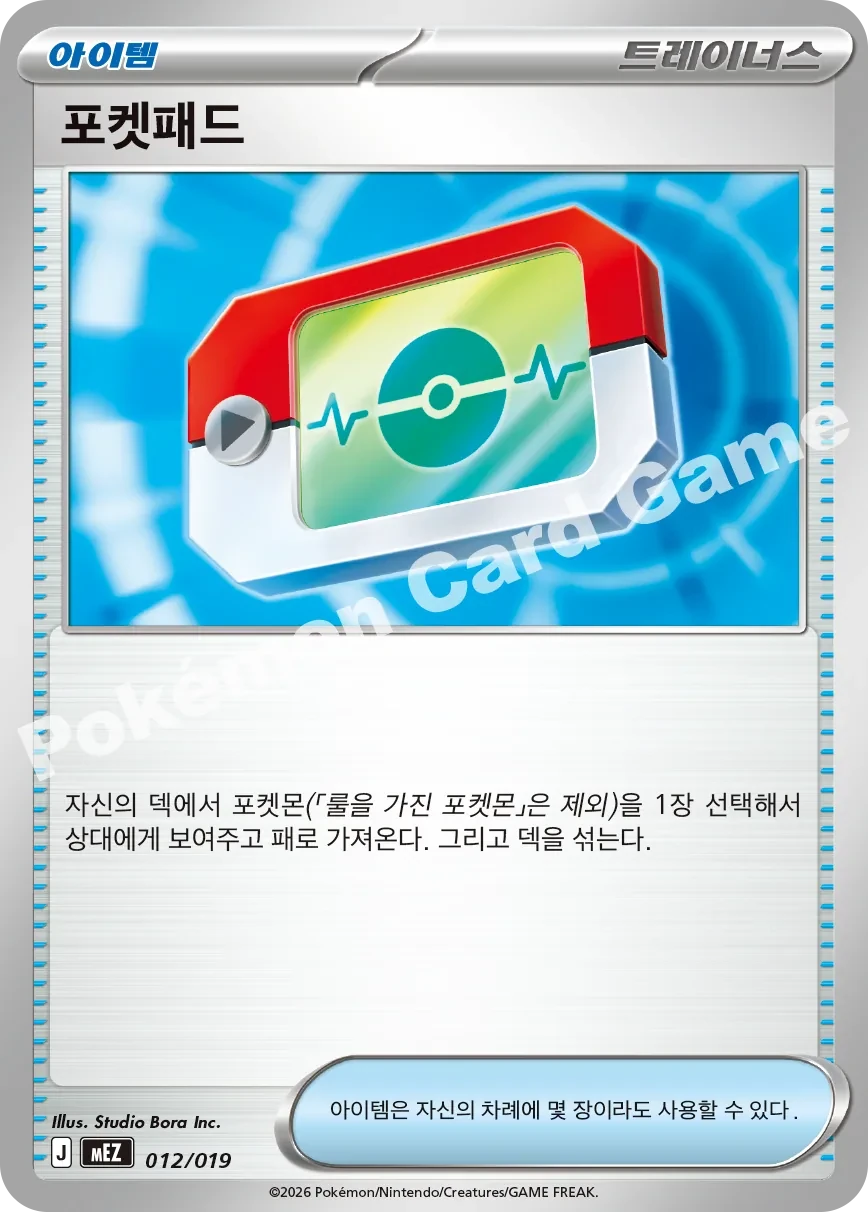 아이템
트레이너스
포켓패드
Pokémon Card Game
자신의 덱에서 포켓몬(「룰을 가진 포켓몬」은 제외)을 1장 선택해서
상대에게 보여주고 패로 가져온다. 그리고 덱을 섞는다.
아이템은 자신의 차례에 몇 장이라도 사용할 수 있다.
Illus. Studio Bora Inc.
J mEZ 012/019
©2026 Pokémon/Nintendo/Creatures/GAME FREAK.